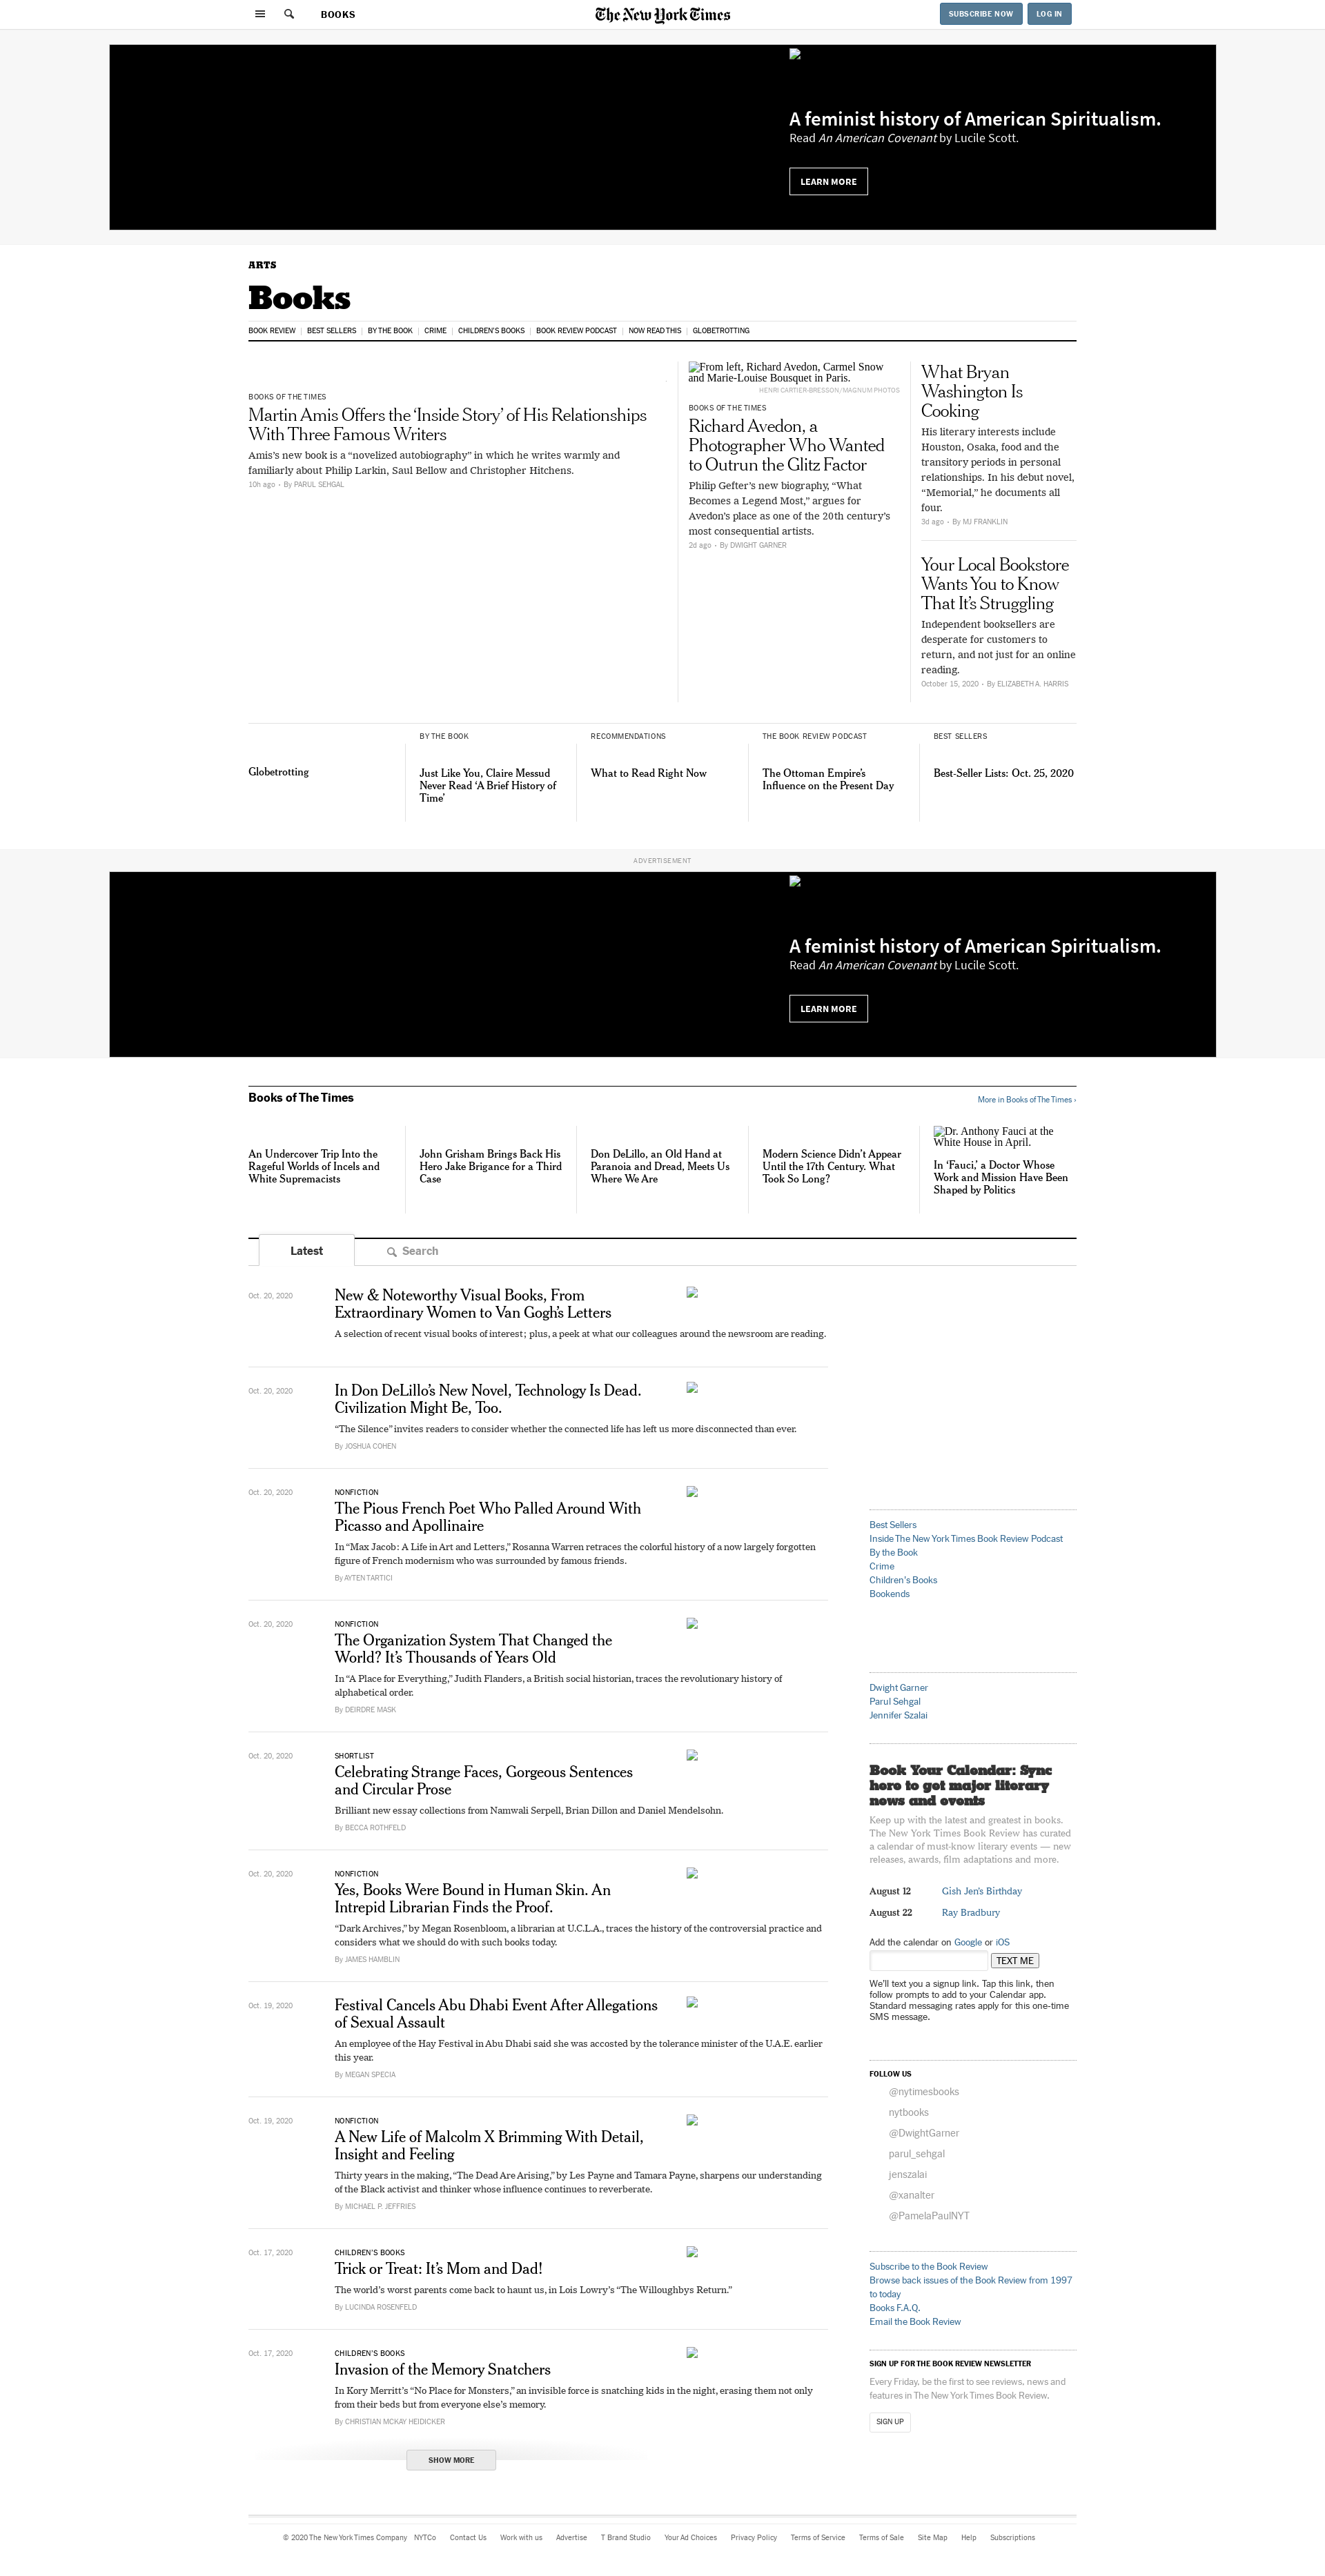 BOOKS
The New York Times
SUBSCRIBE NOW
LOG IN
A feminist history of American Spiritualism.
Read An American Covenant by Lucile Scott.
LEARN MORE
ARTS
Books
BOOK REVIEW
BEST SELLERS
BY THE BOOK
CRIME
CHILDREN'S BOOKS
BOOK REVIEW PODCAST
NOW READ THIS
GLOBETROTTING
BOOKS OF THE TIMES
Martin Amis Offers the ‘Inside Story’ of His Relationships
With Three Famous Writers
Amis’s new book is a “novelized autobiography” in which he writes warmly and
familiarly about Philip Larkin, Saul Bellow and Christopher Hitchens.
10h ago • By PARUL SEHGAL
From left, Richard Avedon, Carmel Snow
and Marie-Louise Bousquet in Paris.
HENRI CARTIER-BRESSON/MAGNUM PHOTOS
BOOKS OF THE TIMES
Richard Avedon, a
Photographer Who Wanted
to Outrun the Glitz Factor
Philip Gefter’s new biography, “What
Becomes a Legend Most,” argues for
Avedon’s place as one of the 20th century’s
most consequential artists.
2d ago • By DWIGHT GARNER
What Bryan
Washington Is
Cooking
His literary interests include
Houston, Osaka, food and the
transitory periods in personal
relationships. In his debut novel,
“Memorial,” he documents all
four.
3d ago • By MJ FRANKLIN
Your Local Bookstore
Wants You to Know
That It’s Struggling
Independent booksellers are
desperate for customers to
return, and not just for an online
reading.
October 15, 2020 • By ELIZABETH A. HARRIS
Globetrotting
BY THE BOOK
Just Like You, Claire Messud
Never Read ‘A Brief History of
Time’
RECOMMENDATIONS
What to Read Right Now
THE BOOK REVIEW PODCAST
The Ottoman Empire’s
Influence on the Present Day
BEST SELLERS
Best-Seller Lists: Oct. 25, 2020
ADVERTISEMENT
A feminist history of American Spiritualism.
Read An American Covenant by Lucile Scott.
LEARN MORE
Books of The Times
More in Books of The Times ›
An Undercover Trip Into the
Rageful Worlds of Incels and
White Supremacists
John Grisham Brings Back His
Hero Jake Brigance for a Third
Case
Don DeLillo, an Old Hand at
Paranoia and Dread, Meets Us
Where We Are
Modern Science Didn’t Appear
Until the 17th Century. What
Took So Long?
Dr. Anthony Fauci at the
White House in April.
In ‘Fauci,’ a Doctor Whose
Work and Mission Have Been
Shaped by Politics
Latest
Search
Oct. 20, 2020
New & Noteworthy Visual Books, From
Extraordinary Women to Van Gogh’s Letters
A selection of recent visual books of interest; plus, a peek at what our colleagues around the newsroom are reading.
Oct. 20, 2020
In Don DeLillo’s New Novel, Technology Is Dead.
Civilization Might Be, Too.
“The Silence” invites readers to consider whether the connected life has left us more disconnected than ever.
By JOSHUA COHEN
Oct. 20, 2020
NONFICTION
The Pious French Poet Who Palled Around With
Picasso and Apollinaire
In “Max Jacob: A Life in Art and Letters,” Rosanna Warren retraces the colorful history of a now largely forgotten
figure of French modernism who was surrounded by famous friends.
By AYTEN TARTICI
Oct. 20, 2020
NONFICTION
The Organization System That Changed the
World? It’s Thousands of Years Old
In “A Place for Everything,” Judith Flanders, a British social historian, traces the revolutionary history of
alphabetical order.
By DEIRDRE MASK
Oct. 20, 2020
SHORTLIST
Celebrating Strange Faces, Gorgeous Sentences
and Circular Prose
Brilliant new essay collections from Namwali Serpell, Brian Dillon and Daniel Mendelsohn.
By BECCA ROTHFELD
Oct. 20, 2020
NONFICTION
Yes, Books Were Bound in Human Skin. An
Intrepid Librarian Finds the Proof.
“Dark Archives,” by Megan Rosenbloom, a librarian at U.C.L.A., traces the history of the controversial practice and
considers what we should do with such books today.
By JAMES HAMBLIN
Oct. 19, 2020
Festival Cancels Abu Dhabi Event After Allegations
of Sexual Assault
An employee of the Hay Festival in Abu Dhabi said she was accosted by the tolerance minister of the U.A.E. earlier
this year.
By MEGAN SPECIA
Oct. 19, 2020
NONFICTION
A New Life of Malcolm X Brimming With Detail,
Insight and Feeling
Thirty years in the making, “The Dead Are Arising,” by Les Payne and Tamara Payne, sharpens our understanding
of the Black activist and thinker whose influence continues to reverberate.
By MICHAEL P. JEFFRIES
Oct. 17, 2020
CHILDREN’S BOOKS
Trick or Treat: It’s Mom and Dad!
The world’s worst parents come back to haunt us, in Lois Lowry’s “The Willoughbys Return.”
By LUCINDA ROSENFELD
Oct. 17, 2020
CHILDREN’S BOOKS
Invasion of the Memory Snatchers
In Kory Merritt’s “No Place for Monsters,” an invisible force is snatching kids in the night, erasing them not only
from their beds but from everyone else’s memory.
By CHRISTIAN MCKAY HEIDICKER
SHOW MORE
Best Sellers
Inside The New York Times Book Review Podcast
By the Book
Crime
Children’s Books
Bookends
Dwight Garner
Parul Sehgal
Jennifer Szalai
Book Your Calendar: Sync
here to get major literary
news and events
Keep up with the latest and greatest in books.
The New York Times Book Review has curated
a calendar of must-know literary events — new
releases, awards, film adaptations and more.
August 12 Gish Jen’s Birthday
August 22 Ray Bradbury
Add the calendar on Google or iOS
TEXT ME
We’ll text you a signup link. Tap this link, then
follow prompts to add to your Calendar app.
Standard messaging rates apply for this one-time
SMS message.
FOLLOW US
@nytimesbooks
nytbooks
@DwightGarner
parul_sehgal
jenszalai
@xanalter
@PamelaPaulNYT
Subscribe to the Book Review
Browse back issues of the Book Review from 1997
to today
Books F.A.Q.
Email the Book Review
SIGN UP FOR THE BOOK REVIEW NEWSLETTER
Every Friday, be the first to see reviews, news and
features in The New York Times Book Review.
SIGN UP
© 2020 The New York Times Company NYTCo Contact Us Work with us Advertise T Brand Studio Your Ad Choices Privacy Policy Terms of Service Terms of Sale Site Map Help Subscriptions